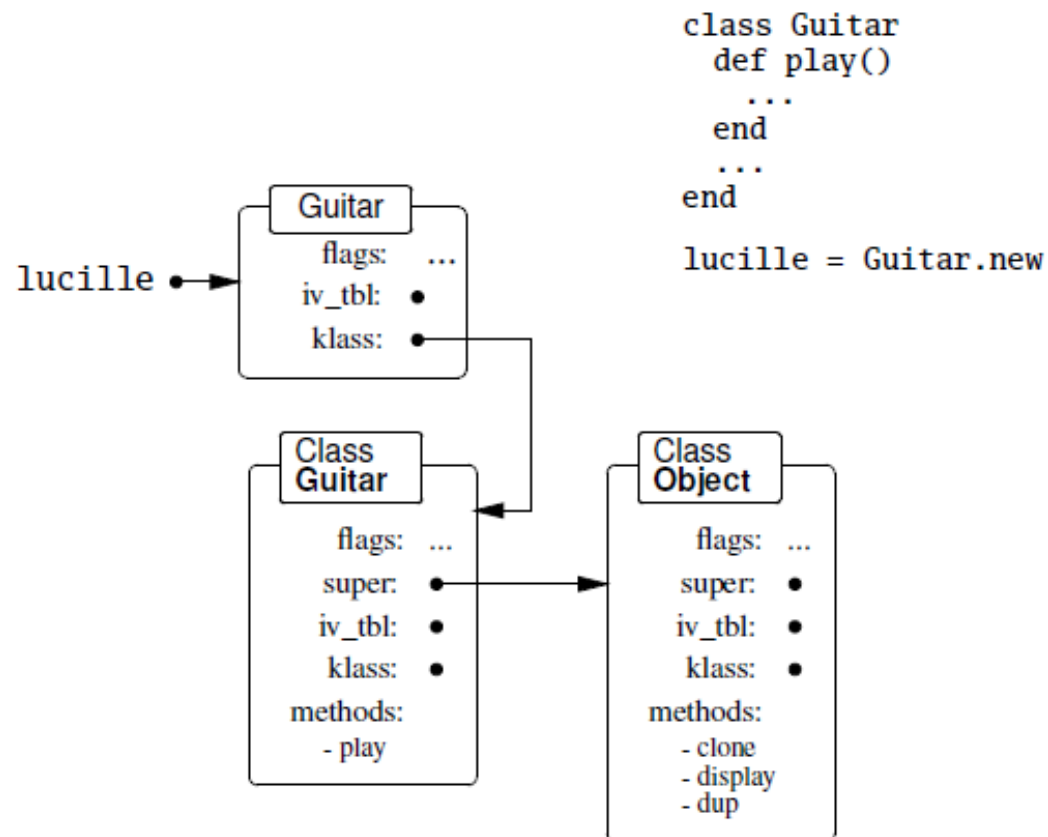 class Guitar
def play()
...
end
...
end
lucille = Guitar.new
lucille
Guitar
flags: ...
iv_tbl:
klass:
Class
Guitar
flags: ...
super:
iv_tbl:
klass:
methods:
- play
Class
Object
flags: ...
super:
iv_tbl:
klass:
methods:
- clone
- display
- dup